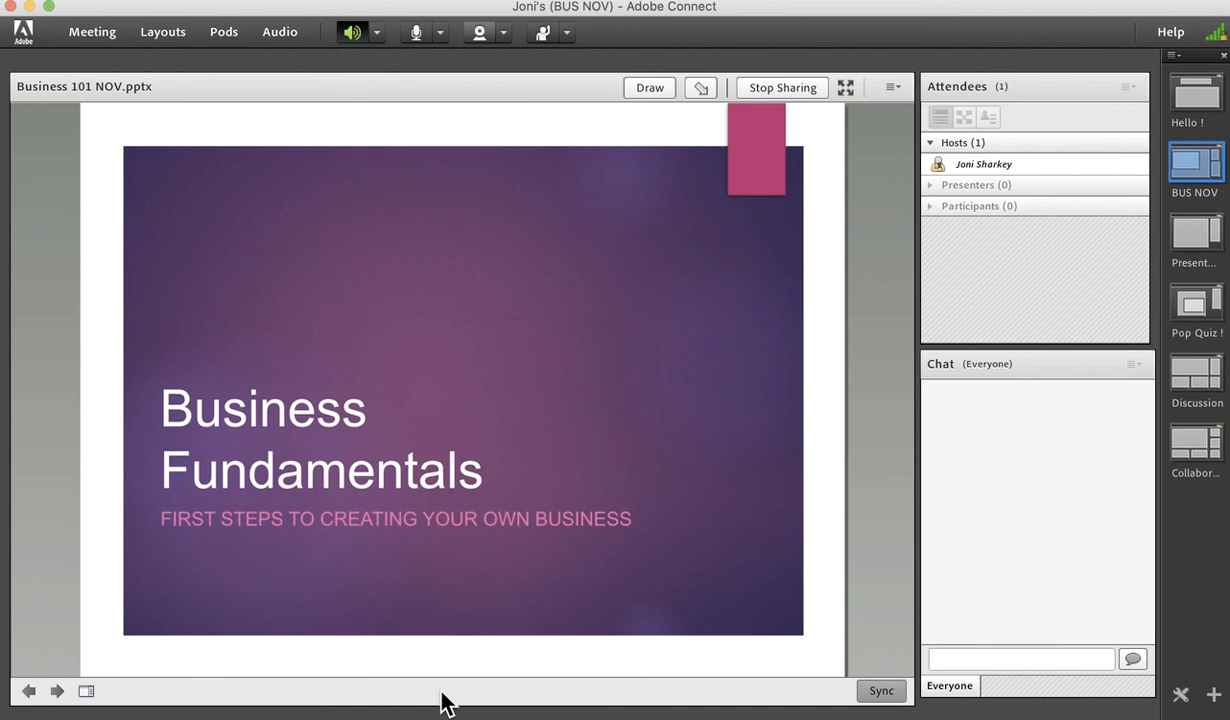 Joni's (BUS NOV) - Adobe Connect
Adobe
Meeting
Layouts
Pods
Audio
Help
Business 101 NOV.pptx
Draw
Stop Sharing
Business
Fundamentals
FIRST STEPS TO CREATING YOUR OWN BUSINESS
Sync
Attendees (1)
Hosts (1)
Joni Sharkey
Presenters (0)
Participants (0)
Chat (Everyone)
Everyone
Hello !
BUS NOV
Present...
Pop Quiz !
Discussion
Collabor...